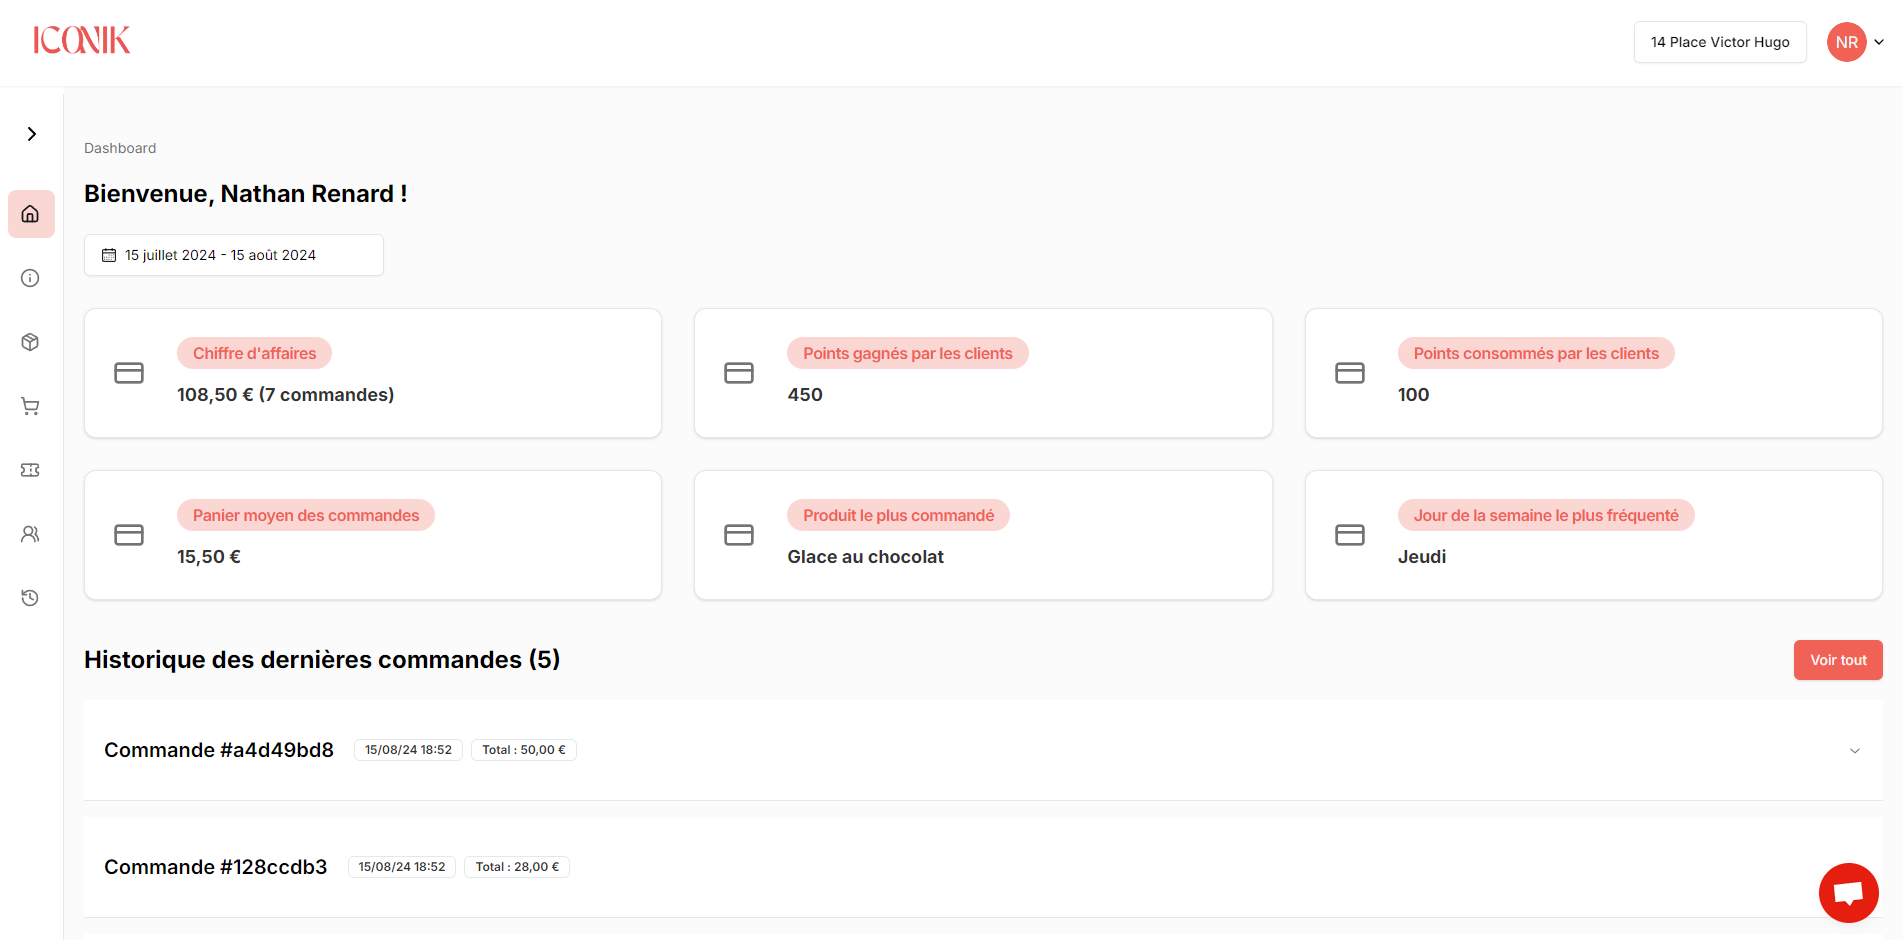 ICONIK
14 Place Victor Hugo
NR
Dashboard
Bienvenue, Nathan Renard !
15 juillet 2024 - 15 août 2024
Chiffre d'affaires
108,50 € (7 commandes)
Points gagnés par les clients
450
Points consommés par les clients
100
Panier moyen des commandes
15,50 €
Produit le plus commandé
Glace au chocolat
Jour de la semaine le plus fréquenté
Jeudi
Historique des dernières commandes (5)
Voir tout
Commande #a4d49bd8 15/08/24 18:52 Total : 50,00 €
Commande #128ccdb3 15/08/24 18:52 Total : 28,00 €